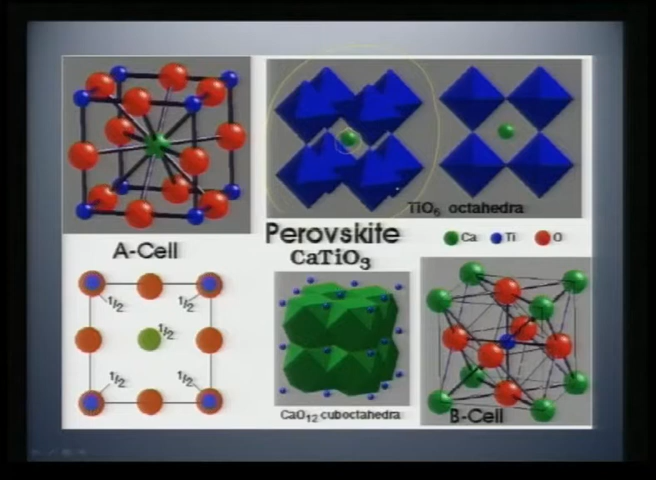 A-Cell
TiO6 octahedra
Perovskite
CaTiO3
Ca Ti O
1/2 1/2
1/2
1/2 1/2
CaO12 cuboctahedra
B-Cell